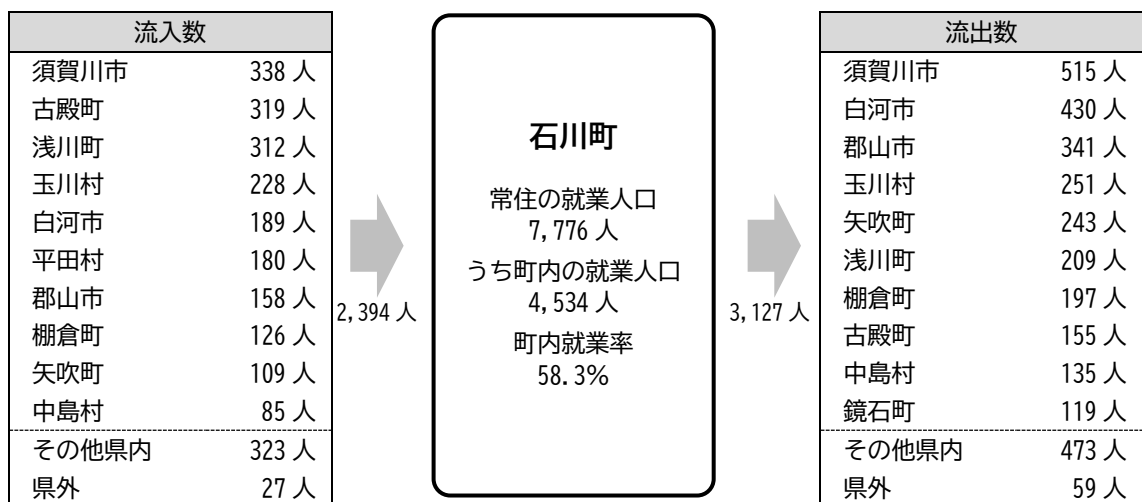 流入数
須賀川市 338 人
古殿町 319 人
浅川町 312 人
玉川村 228 人
白河市 189 人
平田村 180 人
郡山市 158 人
棚倉町 126 人
矢吹町 109 人
中島村 85 人
その他県内 323 人
県外 27 人
2,394 人
石川町
常住の就業人口
7,776 人
うち町内の就業人口
4,534 人
町内就業率
58.3%
3,127 人
流出数
須賀川市 515 人
白河市 430 人
郡山市 341 人
玉川村 251 人
矢吹町 243 人
浅川町 209 人
棚倉町 197 人
古殿町 155 人
中島村 135 人
鏡石町 119 人
その他県内 473 人
県外 59 人